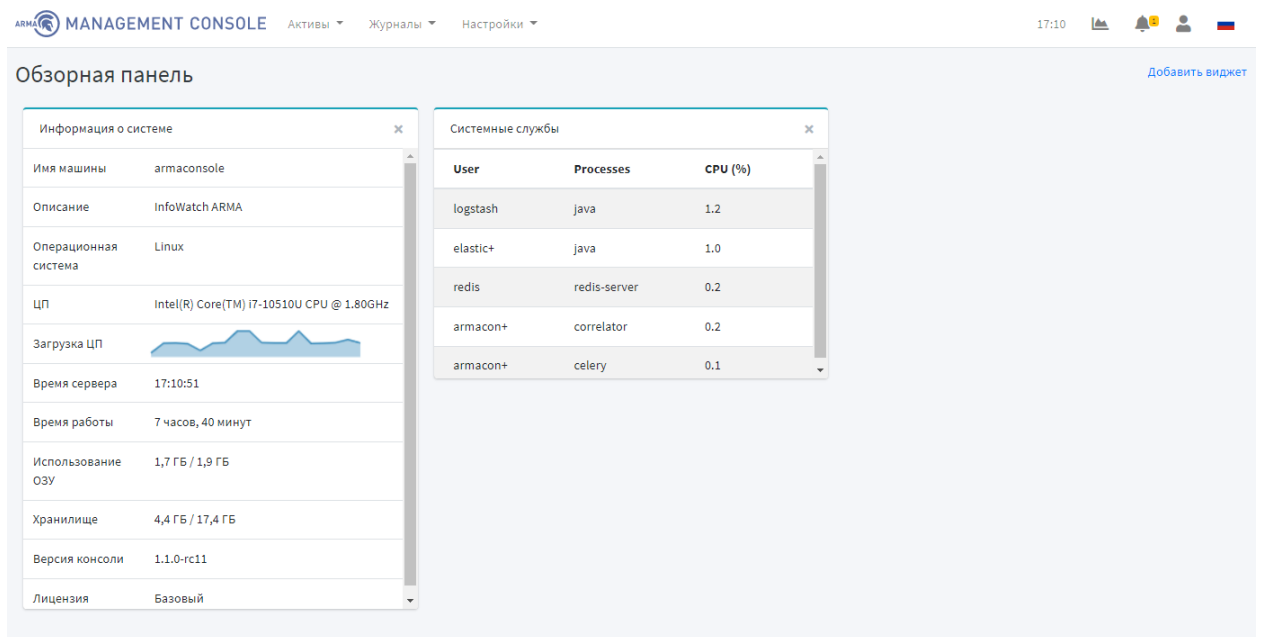 ARMA MANAGEMENT CONSOLE Активы Журналы Настройки 17:10
Обзорная панель Добавить виджет
Информация о системе
Имя машины armaconsole
Описание InfoWatch ARMA
Операционная Linux
система
ЦП Intel(R) Core(TM) i7-10510U CPU @ 1.80GHz
Загрузка ЦП
Время сервера 17:10:51
Время работы 7 часов, 40 минут
Использование 1,7 ГБ / 1,9 ГБ
ОЗУ
Хранилище 4,4 ГБ / 17,4 ГБ
Версия консоли 1.1.0-rc11
Лицензия Базовый
Системные службы
User Processes CPU (%)
logstash java 1.2
elastic+ java 1.0
redis redis-server 0.2
armacon+ correlator 0.2
armacon+ celery 0.1